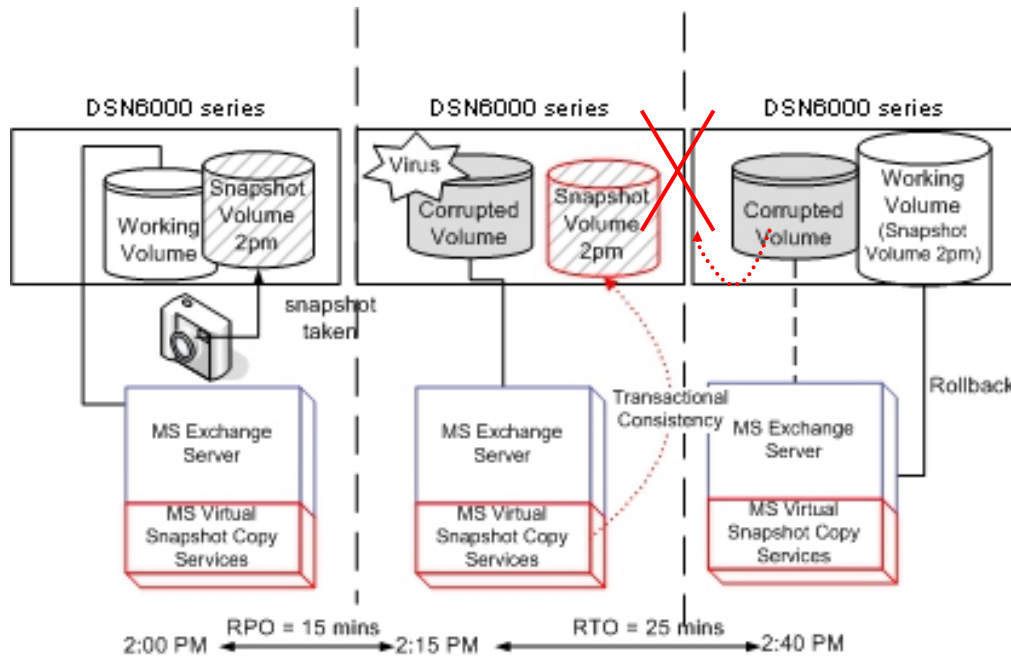 DSN6000 series
DSN6000 series
DSN6000 series
Working
Volume
Snapshot
Volume
2pm
Virus
Corrupted
Volume
Snapshot
Volume
2pm
Corrupted
Volume
Working
Volume
(Snapshot
Volume 2pm)
snapshot
taken
Transactional
Consistency
Rollback
MS Exchange
Server
MS Virtual
Snapshot Copy
Services
MS Exchange
Server
MS Virtual
Snapshot Copy
Services
MS Exchange
Server
MS Virtual
Snapshot Copy
Services
2:00 PM
RPO = 15 mins
2:15 PM
RTO = 25 mins
2:40 PM